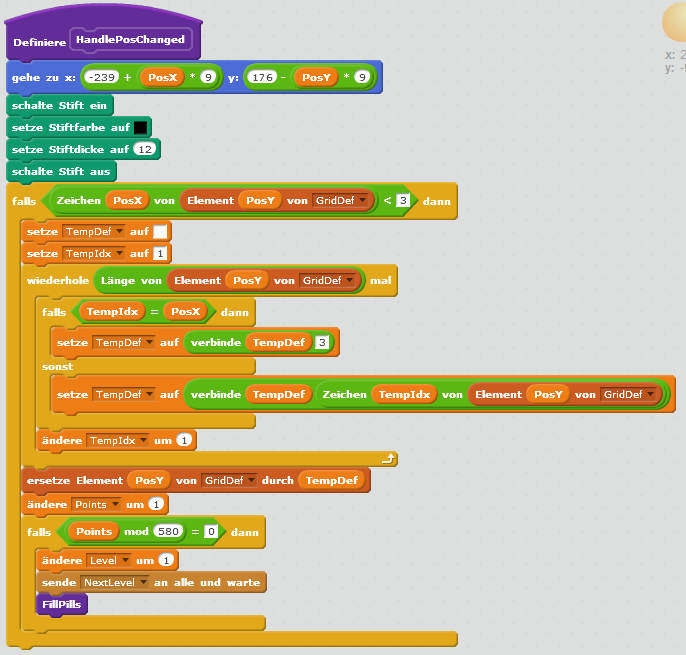 Definiere HandlePosChanged
gehe zu x: -239 + PosX * 9 y: 176 - PosY * 9
schalte Stift ein
setze Stiftfarbe auf
setze Stiftdicke auf 12
schalte Stift aus
falls Zeichen PosX von Element PosY von GridDef < 3 dann
setze TempDef auf
setze TempIdx auf 1
wiederhole Länge von Element PosY von GridDef mal
falls TempIdx = PosX dann
setze TempDef auf verbinde TempDef 3
sonst
setze TempDef auf verbinde TempDef Zeichen TempIdx von Element PosY von GridDef
ändere TempIdx um 1
ersetze Element PosY von GridDef durch TempDef
ändere Points um 1
falls Points mod 580 = 0 dann
ändere Level um 1
sende NextLevel an alle und warte
FillPills
x: 2